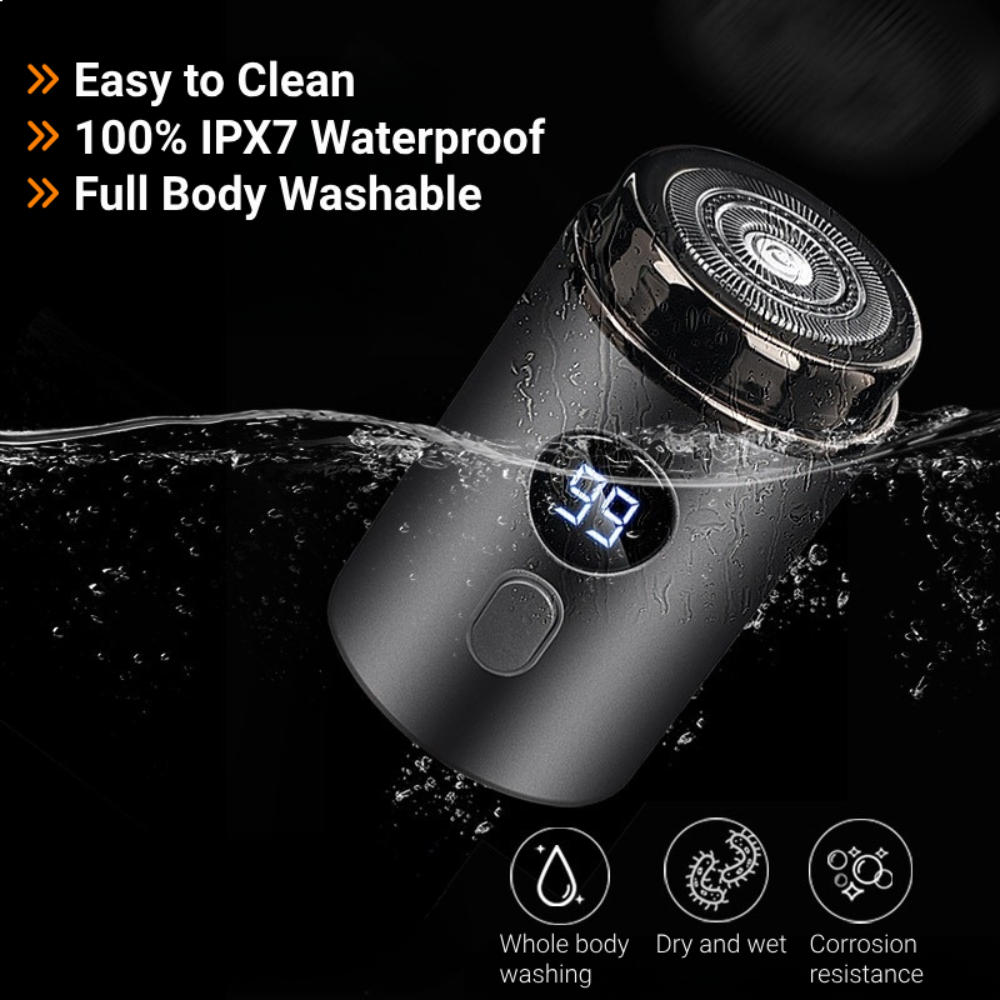 Easy to Clean
100% IPX7 Waterproof
Full Body Washable
99
Whole body
washing
Dry and wet
Corrosion
resistance